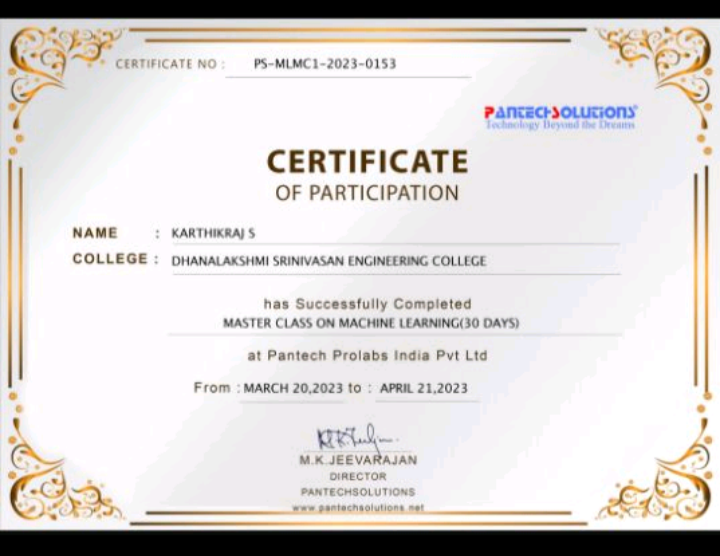 CERTIFICATE NO : PS-MLMC1-2023-0153
PANTECHSOLUTIONS
Technology Beyond the Dreams
CERTIFICATE
OF PARTICIPATION
NAME : KARTHIKRAJ S
COLLEGE : DHANALAKSHMI SRINIVASAN ENGINEERING COLLEGE
has Successfully Completed
MASTER CLASS ON MACHINE LEARNING(30 DAYS)
at Pantech Prolabs India Pvt Ltd
From : MARCH 20,2023 to : APRIL 21,2023
M.K.JEEVARAJAN
DIRECTOR
PANTECHSOLUTIONS
www.pantechsolutions.net